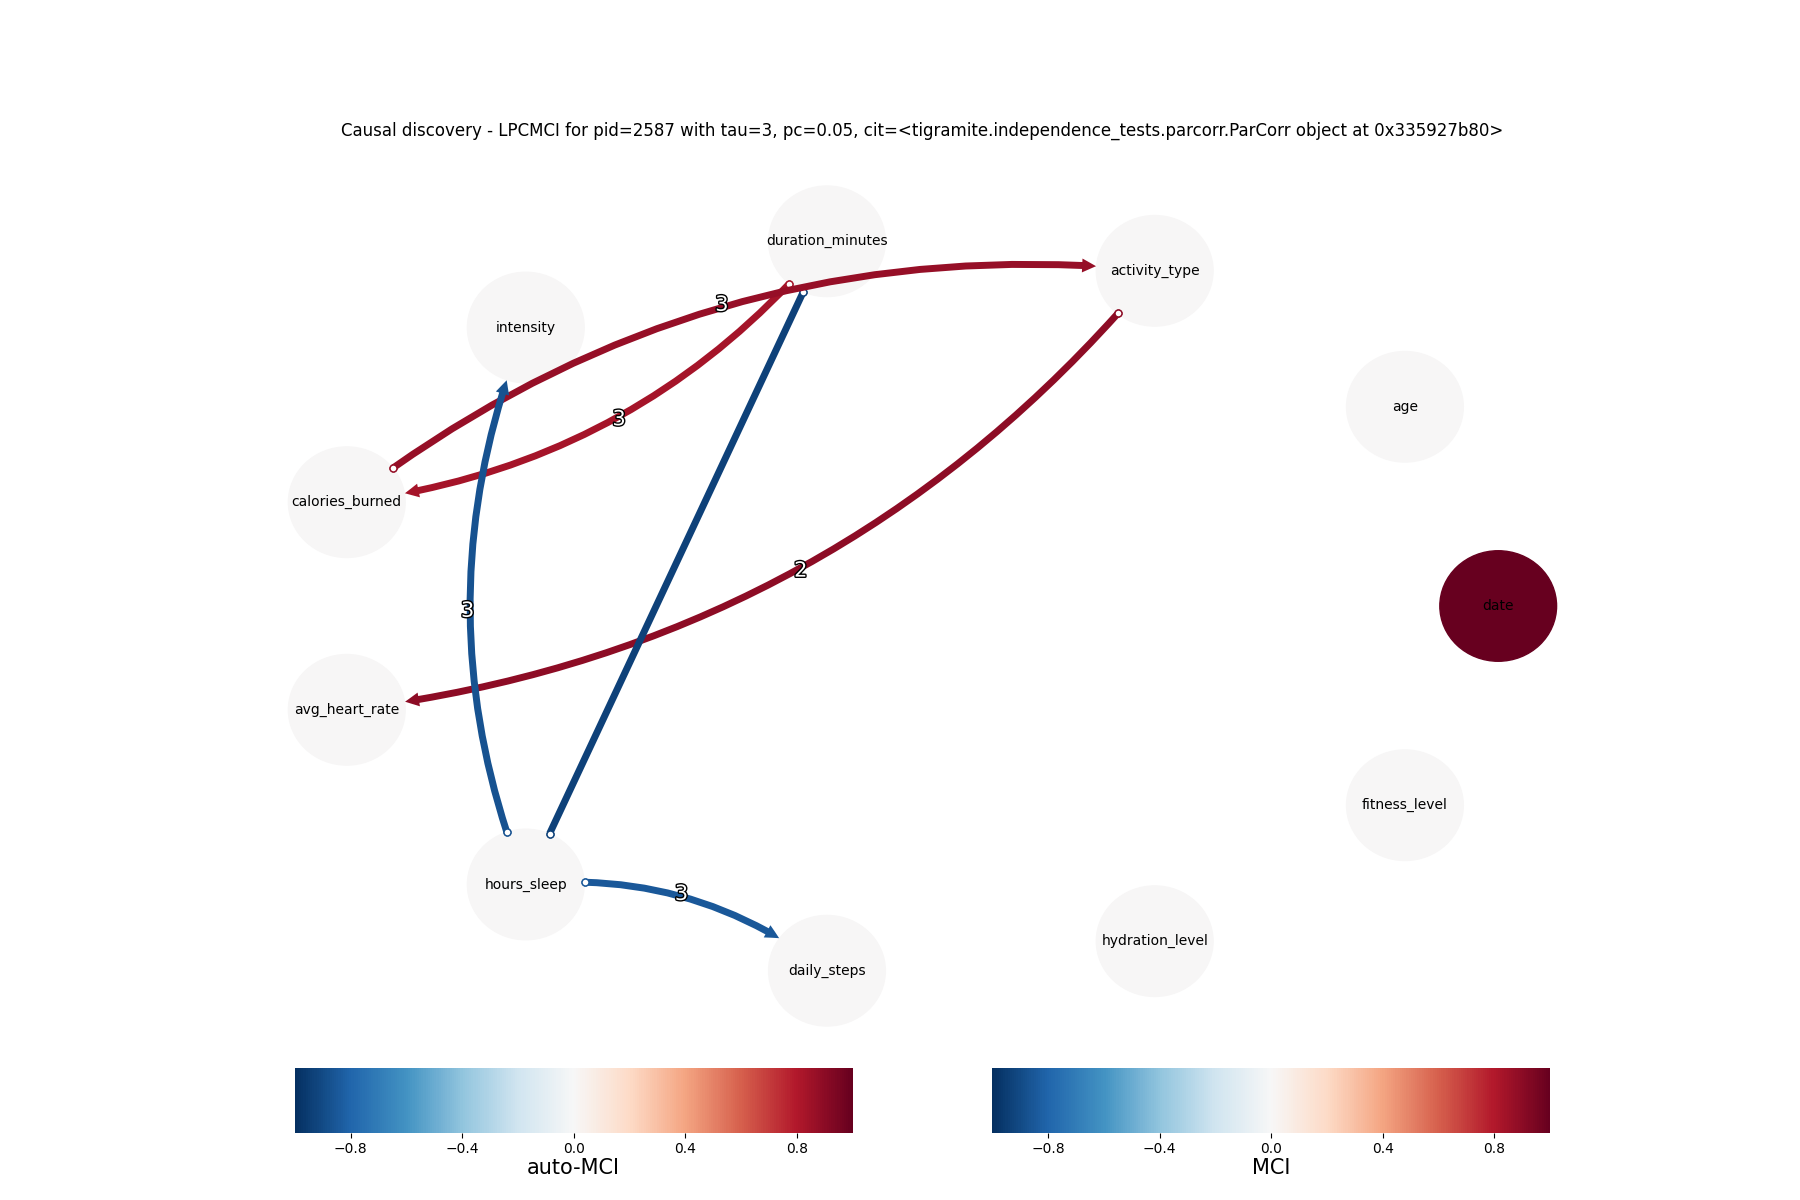 Causal discovery - LPCMCI for pid=2587 with tau=3, pc=0.05, cit=<tigramite.independence_tests.parcorr.ParCorr object at 0x335927b80>
duration_minutes
activity_type
3
intensity
age
3
calories_burned
2
date
3
avg_heart_rate
fitness_level
hours_sleep
3
hydration_level
daily_steps
−0.8 −0.4 0.0 0.4 0.8
auto-MCI
−0.8 −0.4 0.0 0.4 0.8
MCI